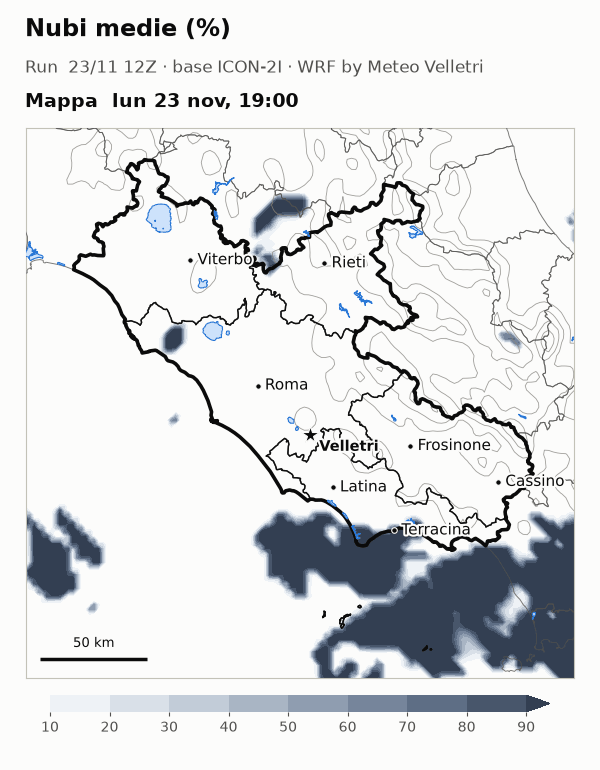 Nubi medie (%)
Run  23/11 12Z · base ICON-2I · WRF by Meteo Velletri
Mappa  lun 23 nov, 19:00
Viterbo
Rieti
Roma
Velletri
Frosinone
Latina
Cassino
Terracina
50 km
10 20 30 40 50 60 70 80 90